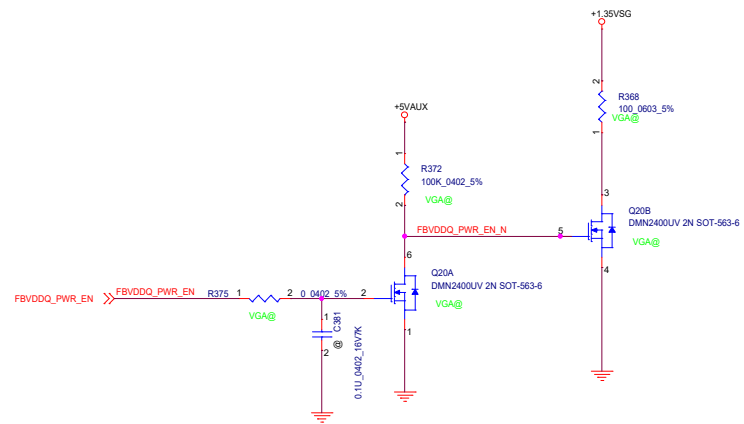 +1.35VSG
2
R368
100_0603_5%
VGA@
1
+5VAUX
1
R372
100K_0402_5%
VGA@
2
3
Q20B
DMN2400UV 2N SOT-563-6
VGA@
5
4
FBVDDQ_PWR_EN_N
6
Q20A
DMN2400UV 2N SOT-563-6
VGA@
2
1
FBVDDQ_PWR_EN
FBVDDQ_PWR_EN
R375
1
2
0_0402_5%
VGA@
1
C381
@
2
0.1U_0402_16V7K